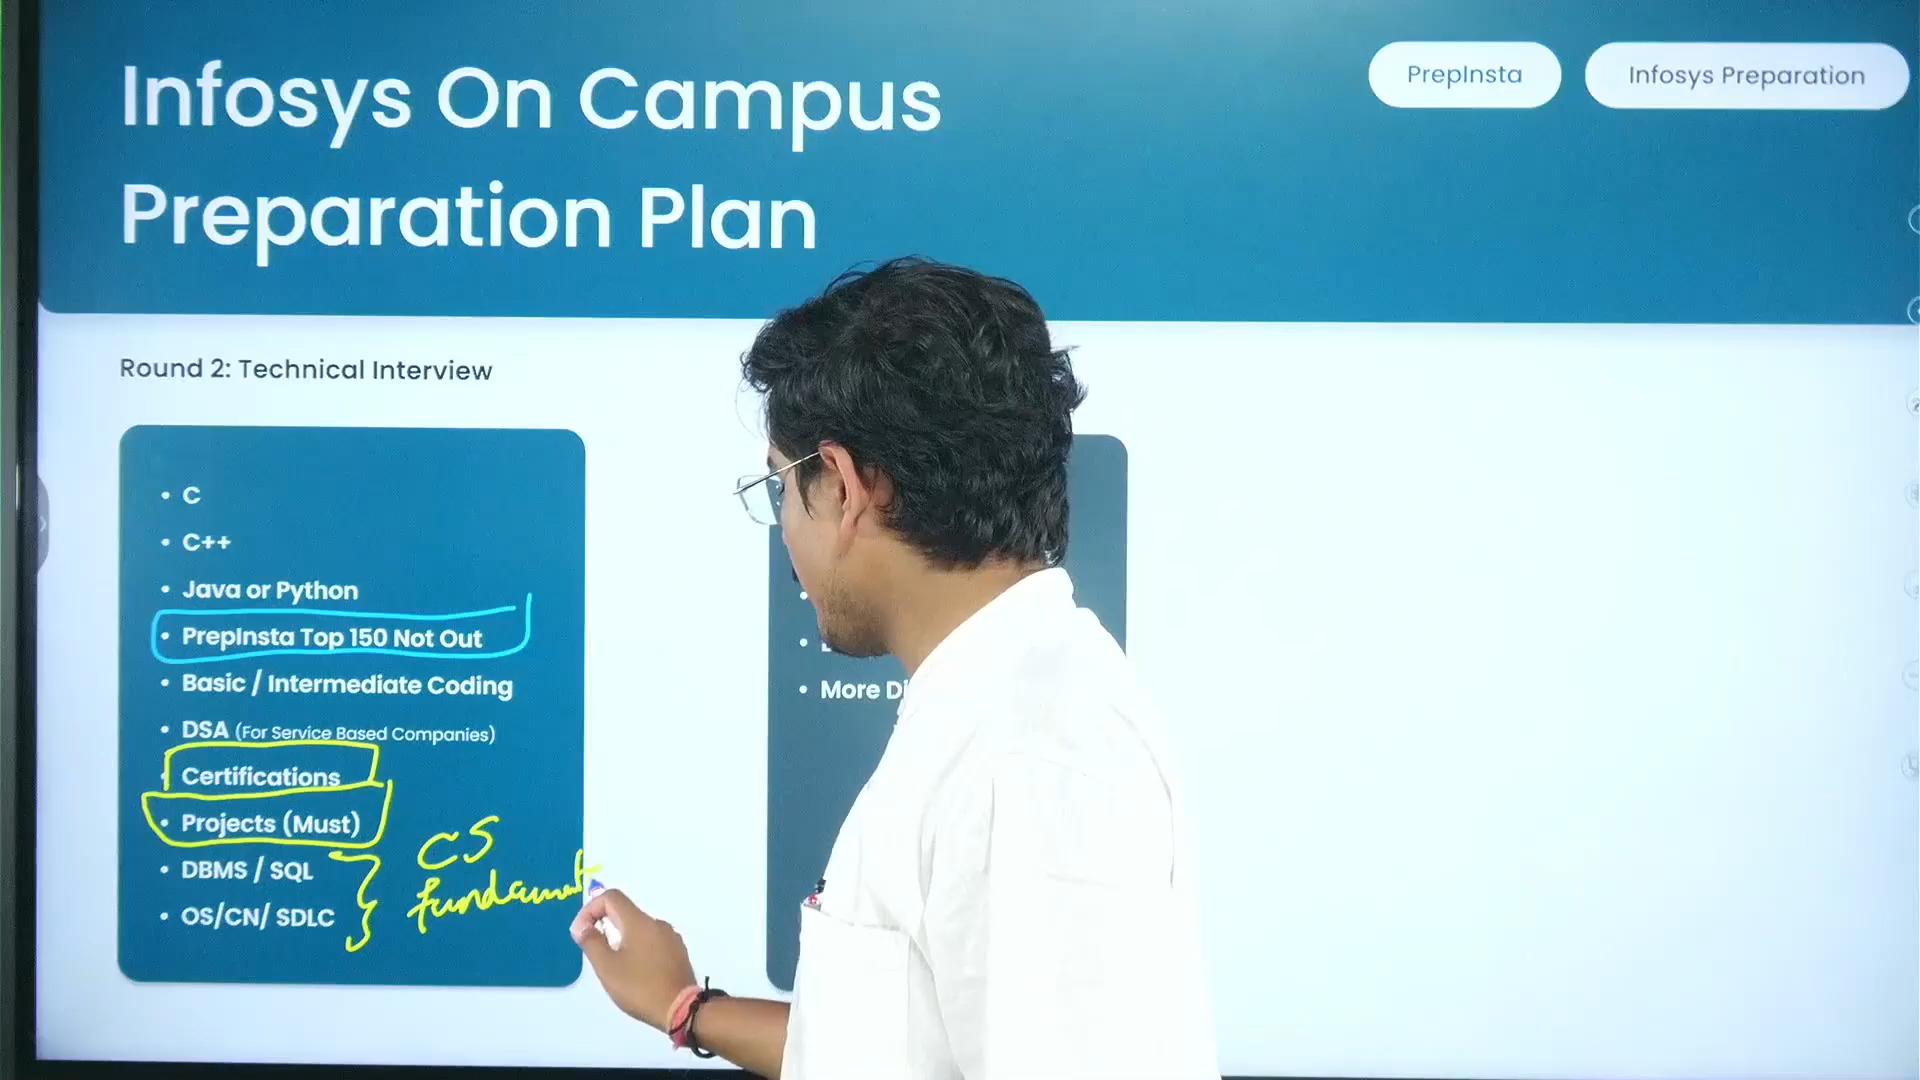 Infosys On Campus
Preparation Plan
PrepInsta
Infosys Preparation
Round 2: Technical Interview
• C
• C++
• Java or Python
• PrepInsta Top 150 Not Out
• Basic / Intermediate Coding
• DSA (For Service Based Companies)
• Certifications
• Projects (Must)
• DBMS / SQL
• OS/CN/ SDLC
CS
fundament
• More